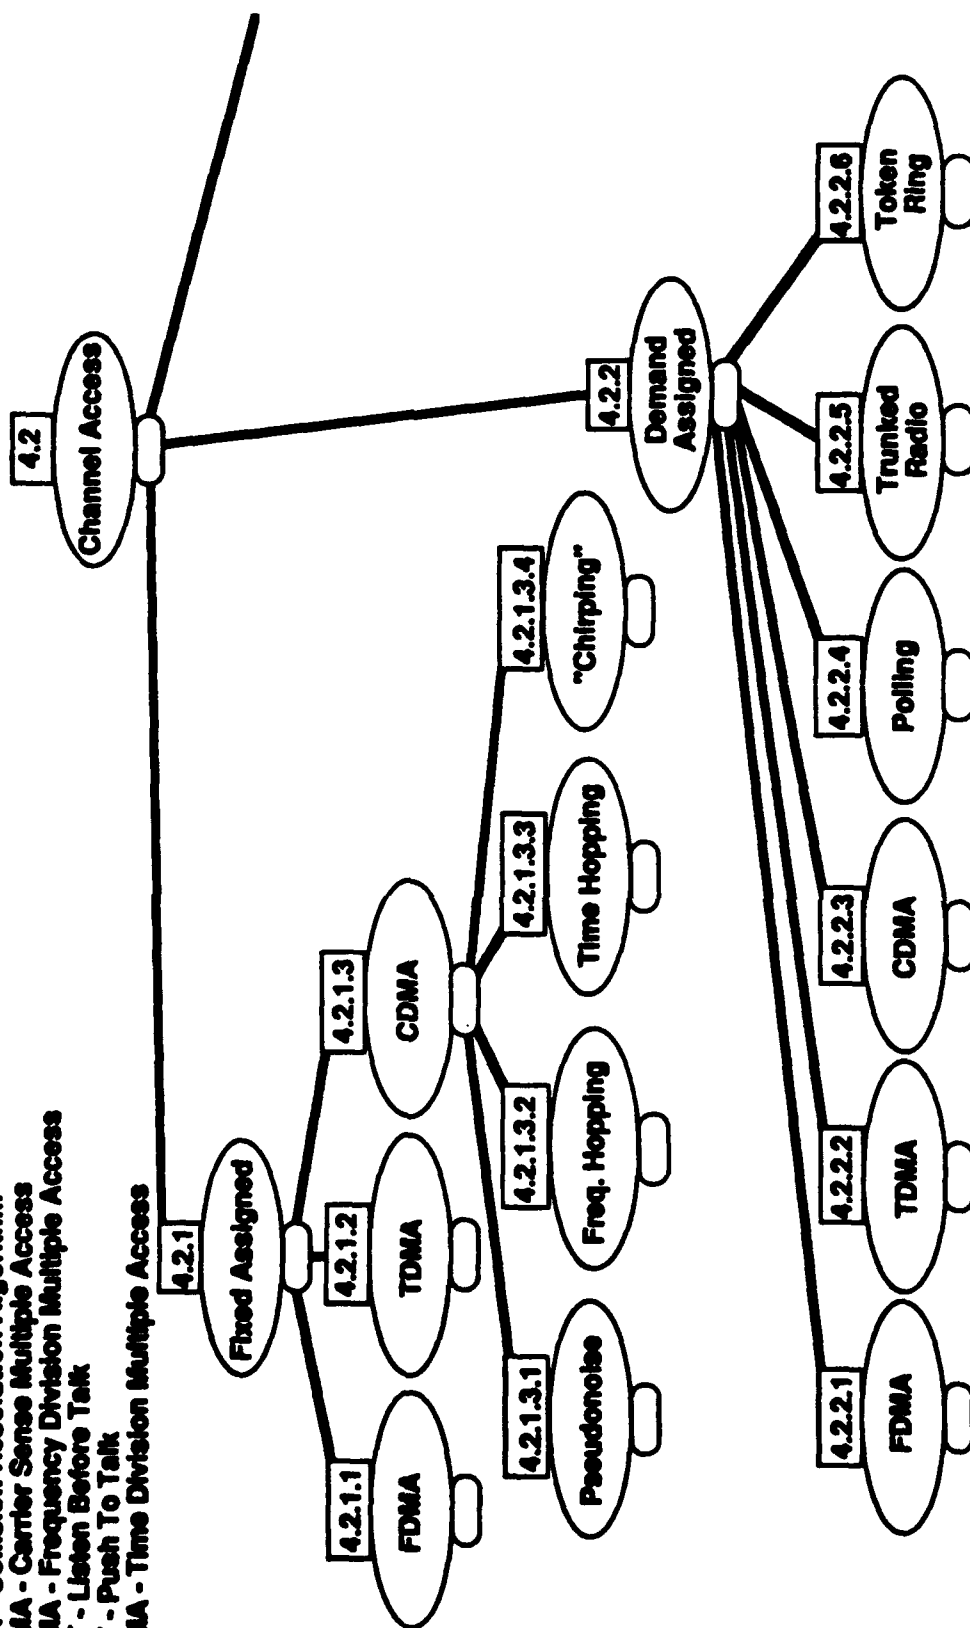 - Collision Resolution Algorithm
- Carrier Sense Multiple Access
- Frequency Division Multiple Access
- Listen Before Talk
- Push To Talk
- Time Division Multiple Access
4.2
Channel Access
4.2.1
Fixed Assigned
4.2.1.1
FDMA
4.2.1.2
TDMA
4.2.1.3
CDMA
4.2.1.3.1
Pseudonoise
4.2.1.3.2
Freq. Hopping
4.2.1.3.3
Time Hopping
4.2.1.3.4
"Chirping"
4.2.2
Demand
Assigned
4.2.2.1
FDMA
4.2.2.2
TDMA
4.2.2.3
CDMA
4.2.2.4
Polling
4.2.2.5
Trunked
Radio
4.2.2.6
Token
Ring